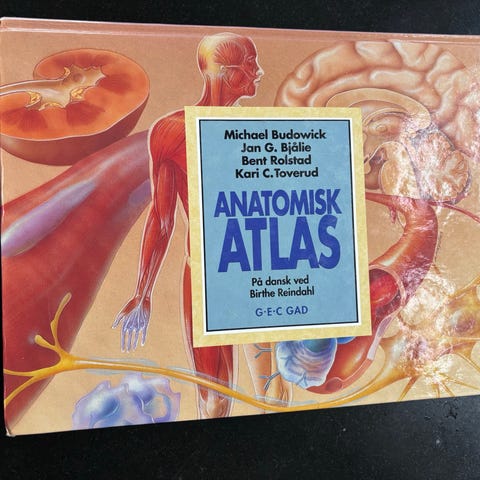 Michael Budowick
Jan G. Bjålie
Bent Rolstad
Kari C. Toverud
ANATOMISK
ATLAS
På dansk ved
Birthe Reindahl
G·E·C GAD